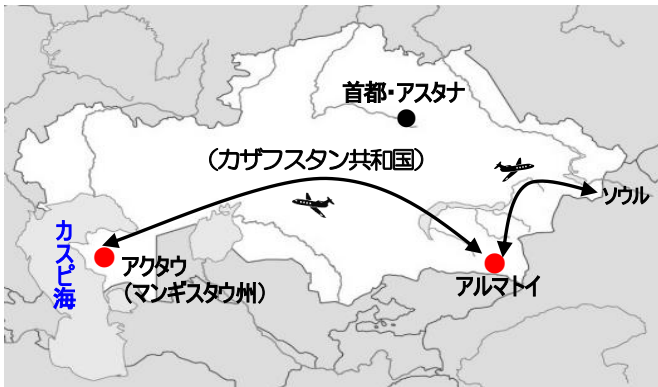 首都・アスタナ
(カザフスタン共和国)
ソウル
カスピ海
アクタウ
(マンギスタウ州)
アルマトイ